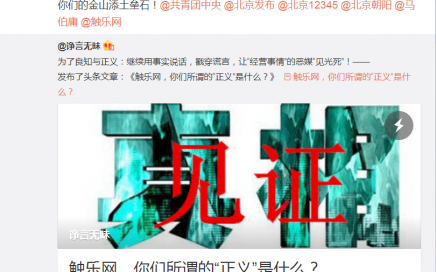 你们的金山添土垒石！@共青团中央 @北京发布 @北京12345 @北京朝阳 @马
伯庸 @触乐网
@诤言无昧
为了良知与正义：继续用事实说话，戳穿谎言，让“经营事情”的恶媒“见光死”！——
发布了头条文章：《触乐网，你们所谓的“正义”是什么？》 触乐网，你们所谓的“正义”是什
么？
真相
见证
诤言无昧
触乐网，你们所谓的“正义”是什么？